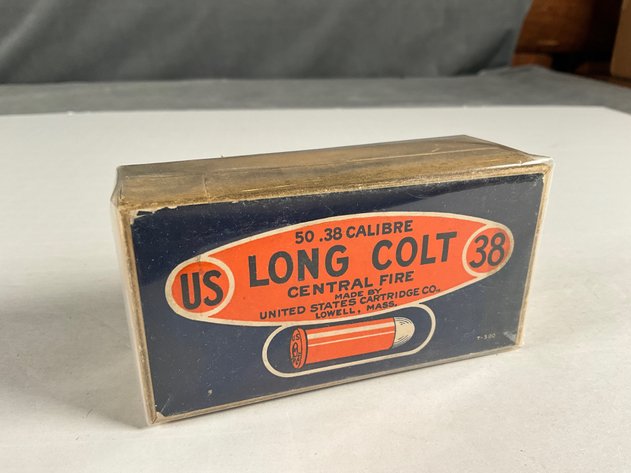 50 .38 CALIBRE
US LONG COLT 38
CENTRAL FIRE
MADE BY
UNITED STATES CARTRIDGE CO.,
LOWELL, MASS.